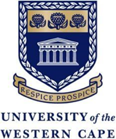 RESPICE PROSPICE
UNIVERSITY of the
WESTERN CAPE